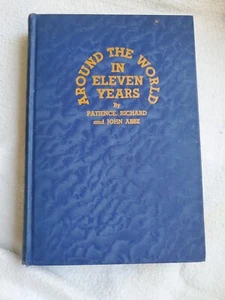 AROUND THE WORLD
IN
ELEVEN
YEARS
By
PATIENCE, RICHARD
and JOHN ABBE